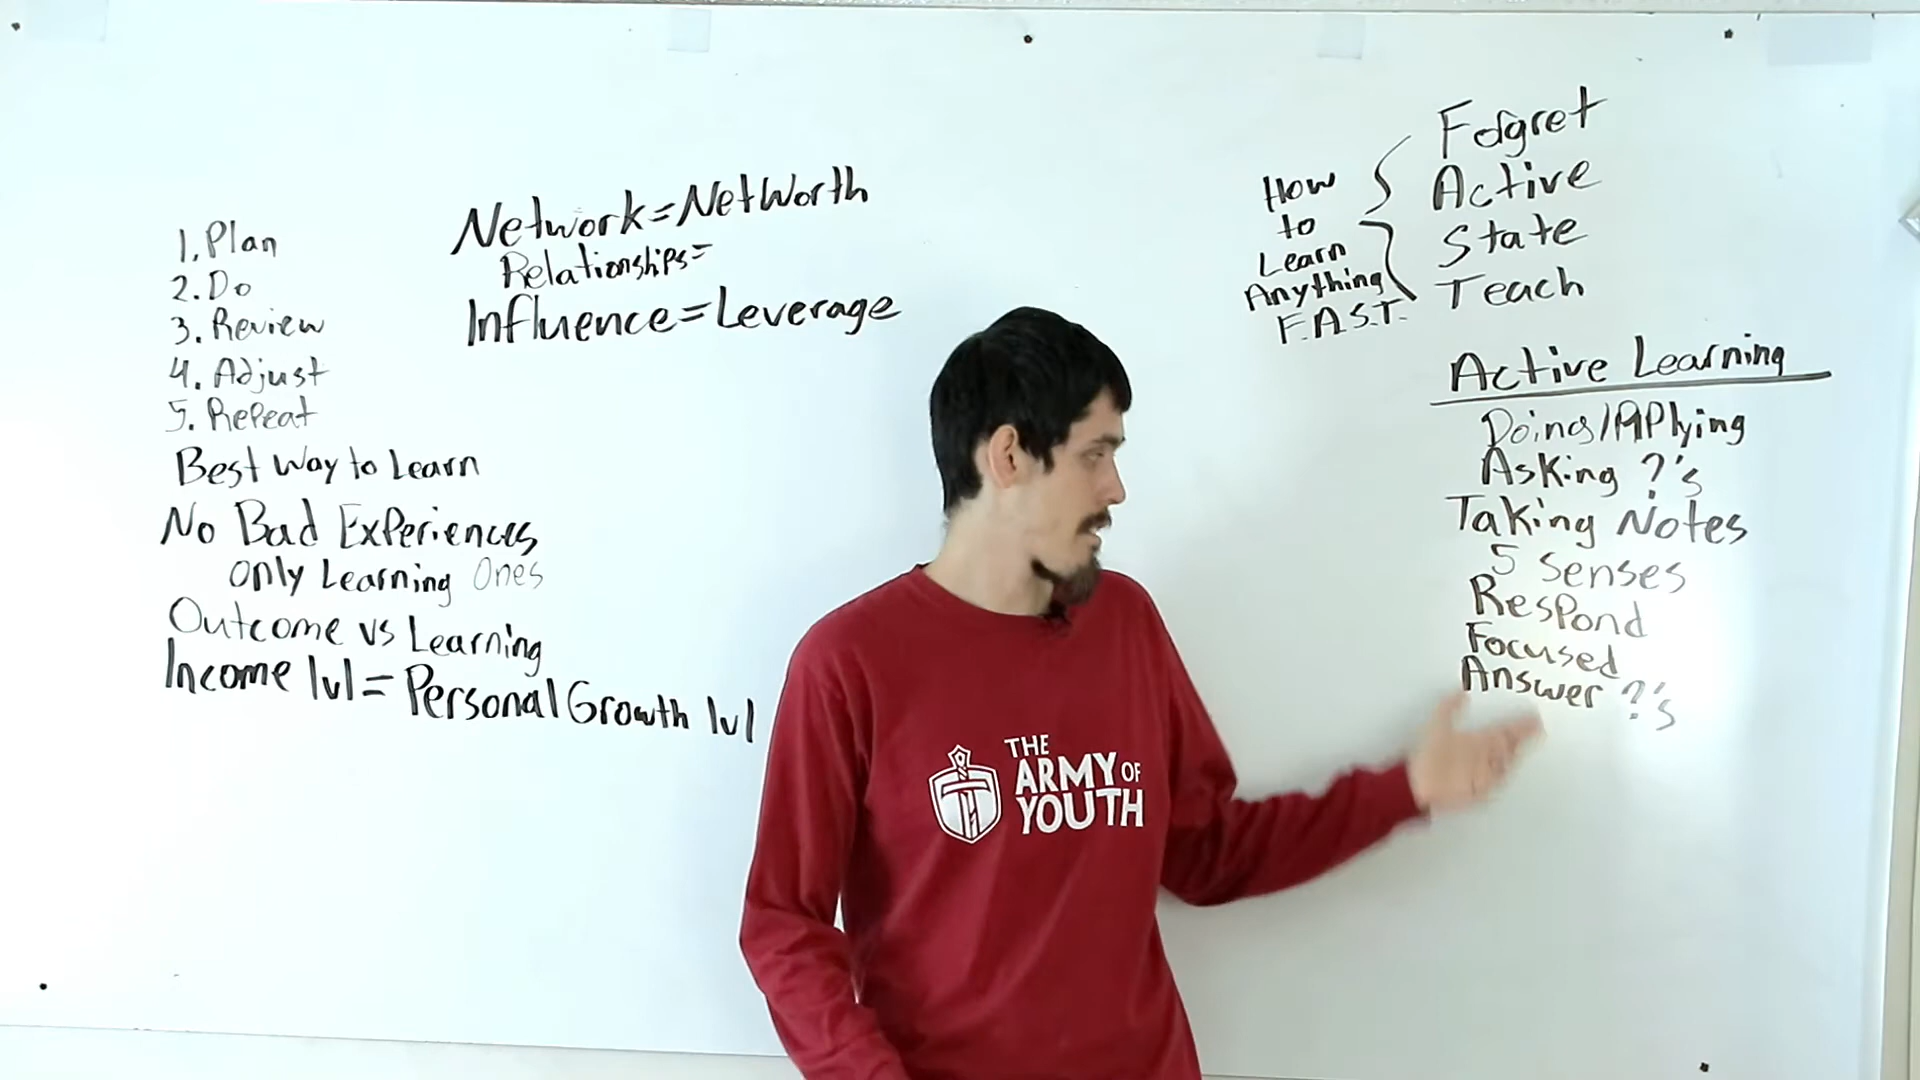 1. Plan
2. Do
3. Review
4. Adjust
5. Repeat
Best Way to Learn
No Bad Experiences
only Learning Ones
Outcome vs Learning
Income lvl = Personal Growth lvl
Network = NetWorth
Relationships =
Influence = Leverage
How
to
Learn
Anything
F.A.S.T.
Fofgret
Active
State
Teach
Active Learning
Doing/Applying
Asking ?'s
Taking Notes
5 Senses
Respond
Focused
Answer ?'s
THE
ARMY OF
YOUTH